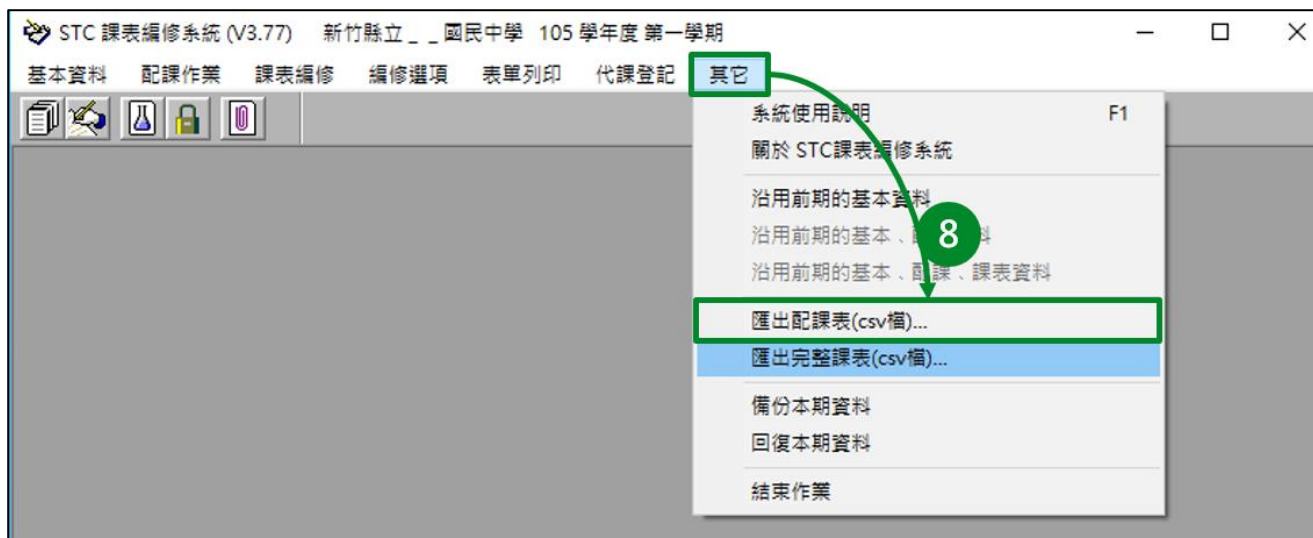 STC 課表編修系統 (V3.77) 新竹縣立 _ _ 國民中學 105 學年度 第一學期
基本資料 配課作業 課表編修 編修選項 表單列印 代課登記 其它
系統使用說明 F1
關於 STC課表編修系統
沿用前期的基本資料
沿用前期的基本、配課資料
8
沿用前期的基本、配課、課表資料
匯出配課表(csv檔)...
匯出完整課表(csv檔)...
備份本期資料
回復本期資料
結束作業